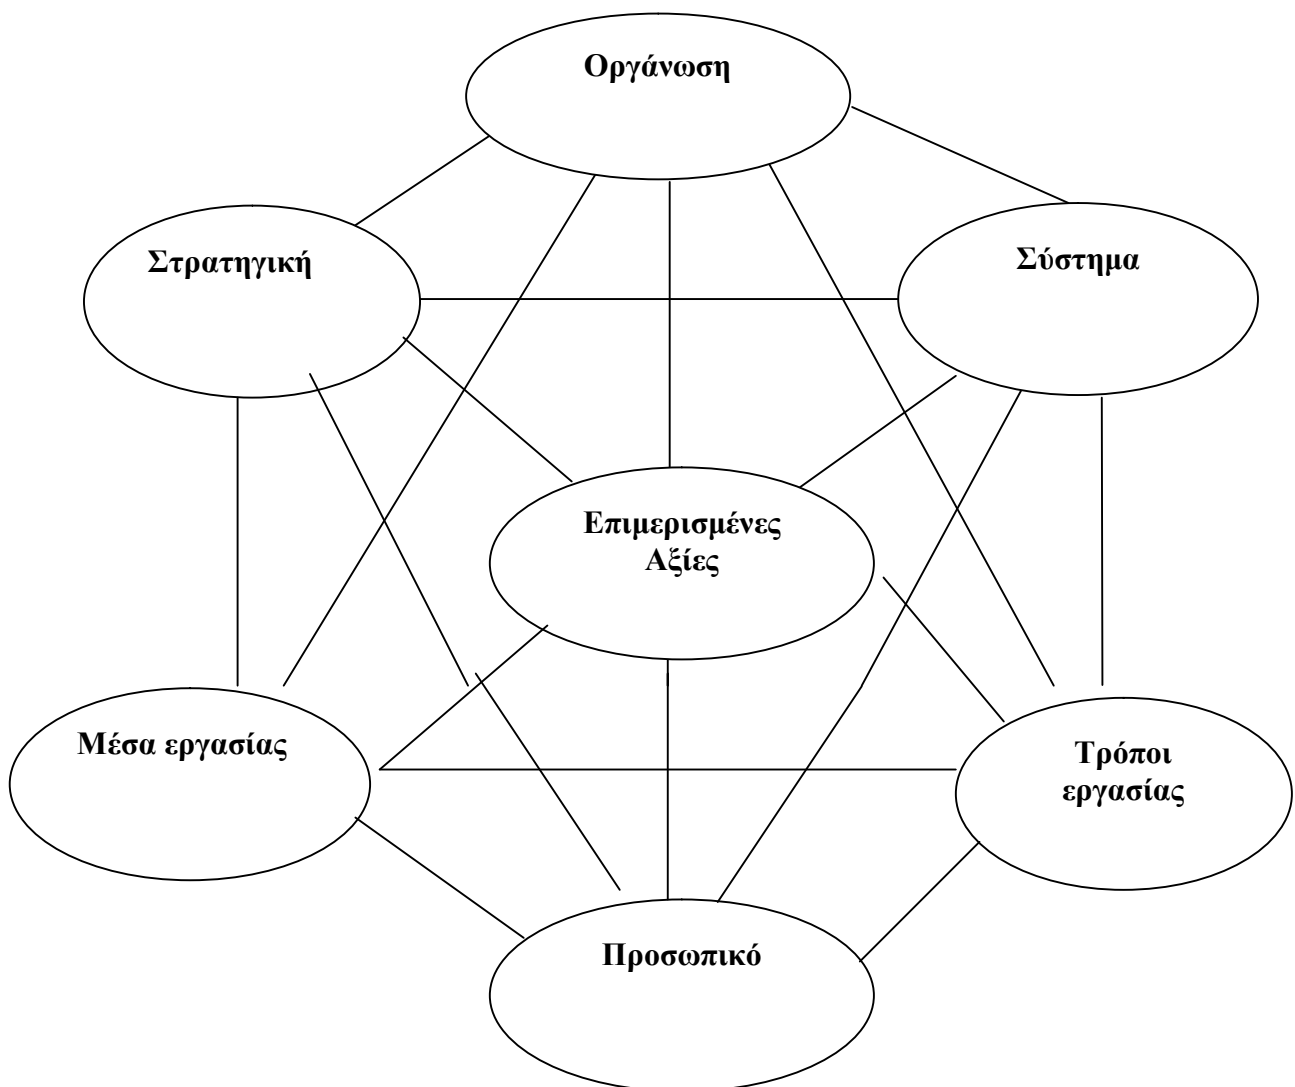 Οργάνωση
Στρατηγική
Σύστημα
Επιμερισμένες
Αξίες
Μέσα εργασίας
Τρόποι
εργασίας
Προσωπικό